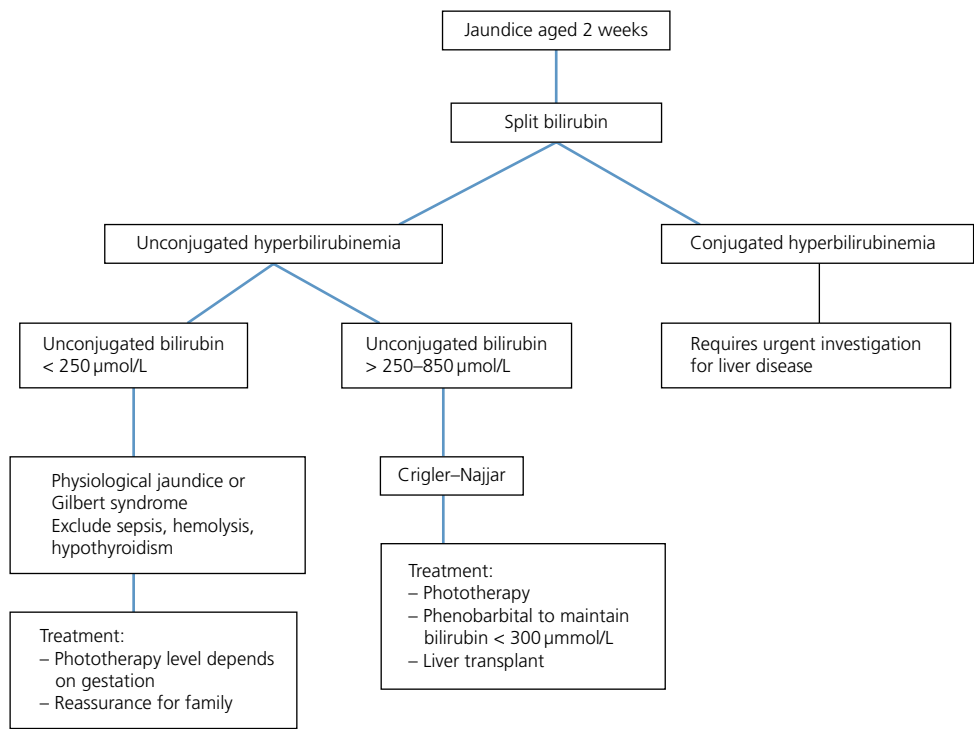 Jaundice aged 2 weeks
Split bilirubin
Unconjugated hyperbilirubinemia
Conjugated hyperbilirubinemia
Unconjugated bilirubin
< 250 µmol/L
Unconjugated bilirubin
> 250–850 µmol/L
Requires urgent investigation
for liver disease
Physiological jaundice or
Gilbert syndrome
Exclude sepsis, hemolysis,
hypothyroidism
Crigler–Najjar
Treatment:
– Phototherapy level depends
on gestation
– Reassurance for family
Treatment:
– Phototherapy
– Phenobarbital to maintain
bilirubin < 300 µmmol/L
– Liver transplant